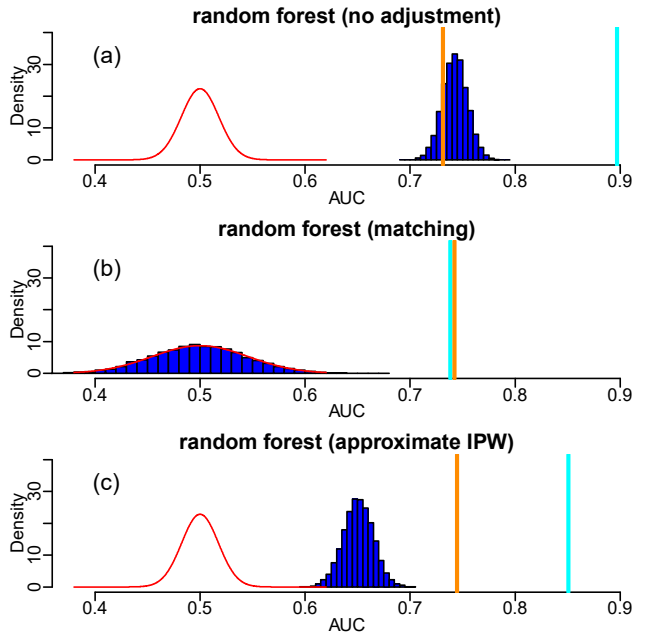 random forest (no adjustment)
(a)
Density
0 10 30
0.4 0.5 0.6 0.7 0.8 0.9
AUC
random forest (matching)
(b)
Density
0 10 30
0.4 0.5 0.6 0.7 0.8 0.9
AUC
random forest (approximate IPW)
(c)
Density
0 10 30
0.4 0.5 0.6 0.7 0.8 0.9
AUC